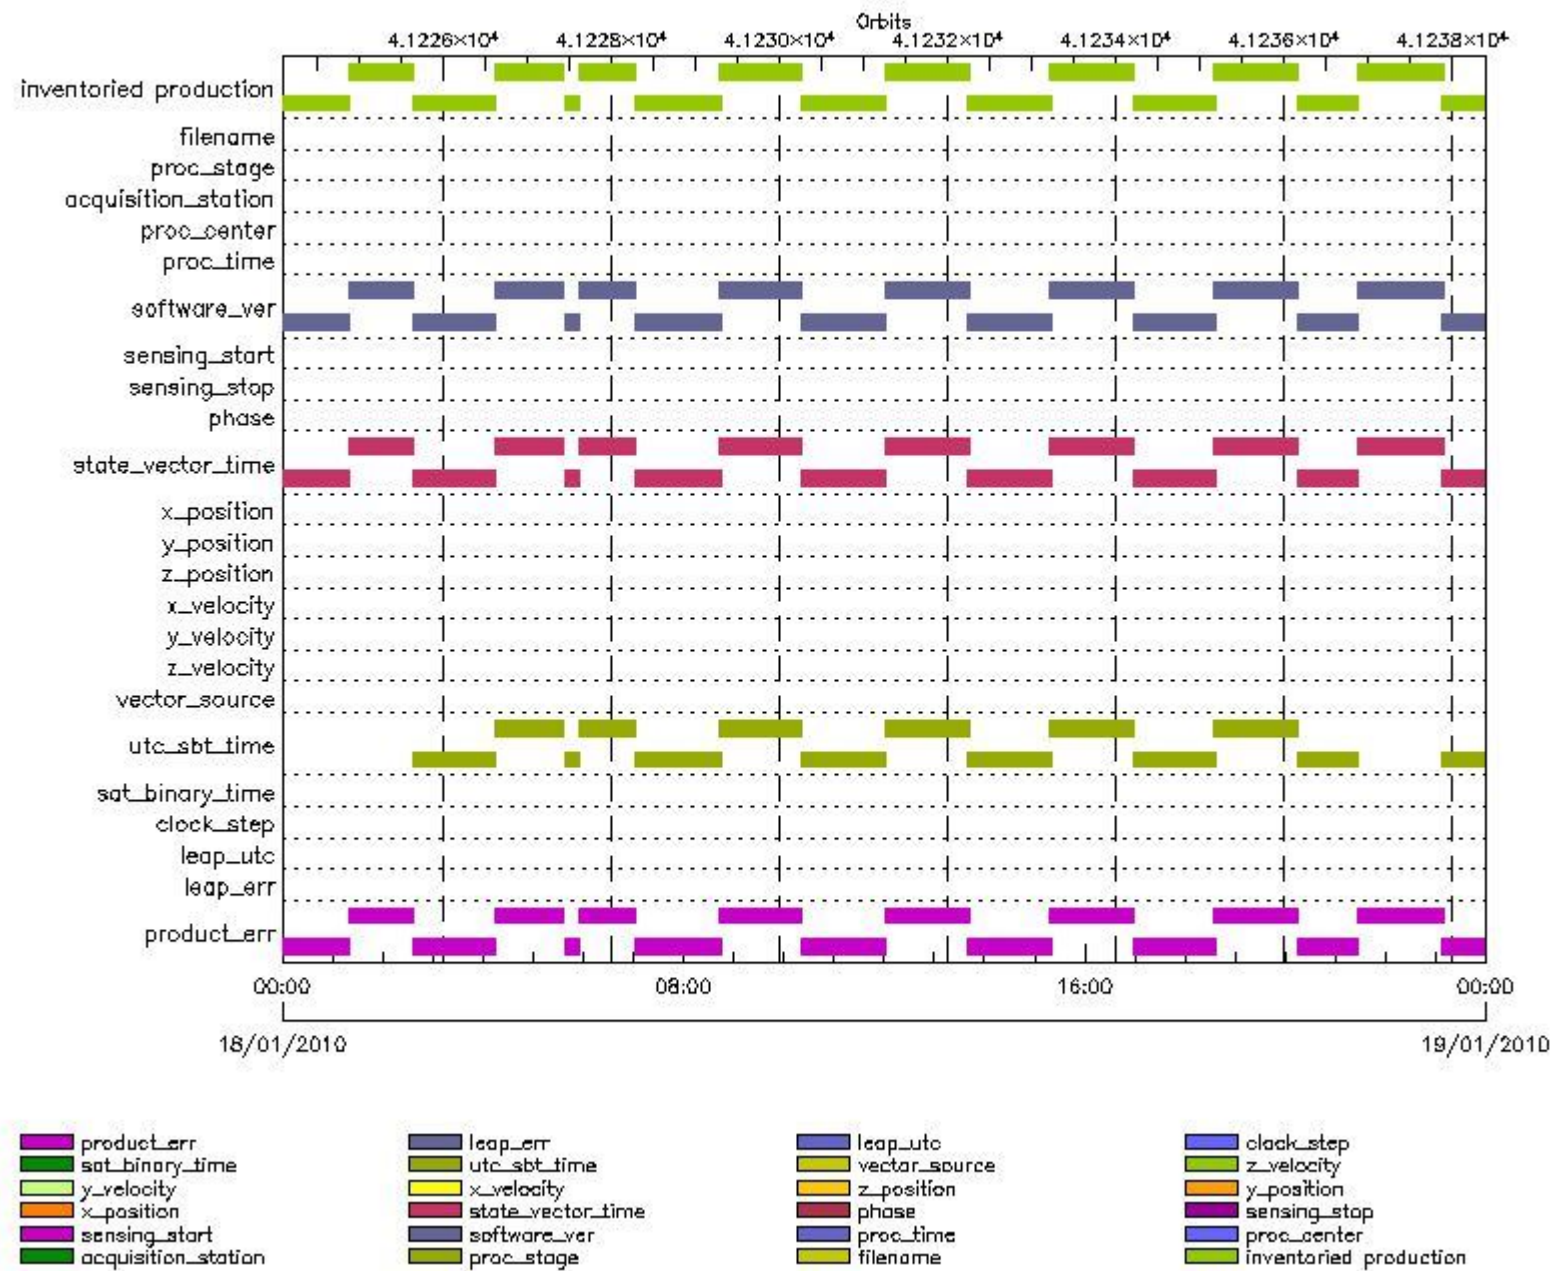 Orbits
4.1226×10⁴ 4.1228×10⁴ 4.1230×10⁴ 4.1232×10⁴ 4.1234×10⁴ 4.1236×10⁴ 4.1238×10⁴
inventoried production
filename
proc_stage
acquisition_station
proc_center
proc_time
software_ver
sensing_start
sensing_stop
phase
state_vector_time
x_position
y_position
z_position
x_velocity
y_velocity
z_velocity
vector_source
utc_sbt_time
sat_binary_time
clock_step
leap_utc
leap_err
product_err
00:00 08:00 16:00 00:00
18/01/2010 19/01/2010
product_err leap_err leap_utc clock_step
sat_binary_time utc_sbt_time vector_source z_velocity
y_velocity x_velocity z_position y_position
x_position state_vector_time phase sensing_stop
sensing_start software_ver proc_time proc_center
acquisition_station proc_stage filename inventoried production